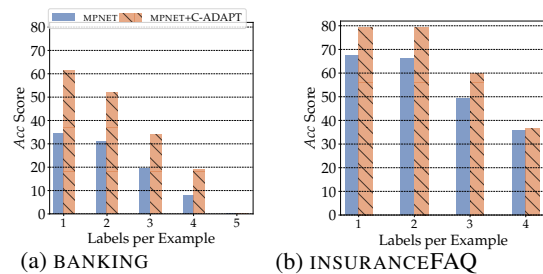 MPNET MPNET+C-ADAPT
80
70
60
50
40
30
20
10
0
Acc Score
1 2 3 4 5
Labels per Example
(a) BANKING
80
70
60
50
40
30
20
10
0
Acc Score
1 2 3 4
Labels per Example
(b) INSURANCEFAQ